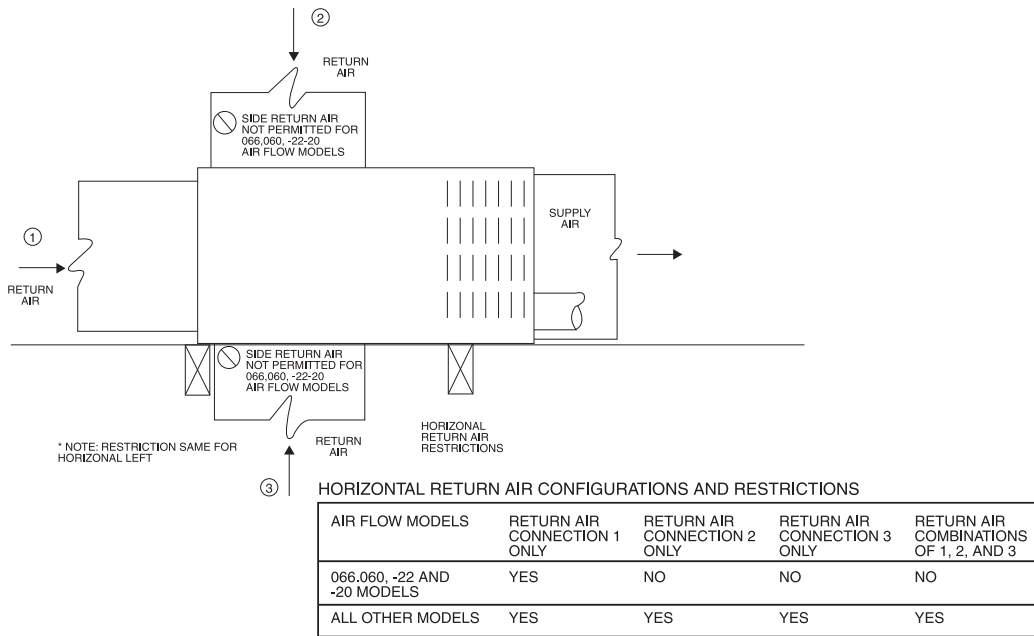 ②
RETURN
AIR
SIDE RETURN AIR
NOT PERMITTED FOR
066,060, -22-20
AIR FLOW MODELS
①
RETURN
AIR
SUPPLY
AIR
SIDE RETURN AIR
NOT PERMITTED FOR
066,060, -22-20
AIR FLOW MODELS
* NOTE: RESTRICTION SAME FOR
HORIZONAL LEFT
RETURN
AIR
③
HORIZONAL
RETURN AIR
RESTRICTIONS
HORIZONTAL RETURN AIR CONFIGURATIONS AND RESTRICTIONS
AIR FLOW MODELS
RETURN AIR
CONNECTION 1
ONLY
RETURN AIR
CONNECTION 2
ONLY
RETURN AIR
CONNECTION 3
ONLY
RETURN AIR
COMBINATIONS
OF 1, 2, AND 3
066.060, -22 AND
-20 MODELS
YES
NO
NO
NO
ALL OTHER MODELS
YES
YES
YES
YES